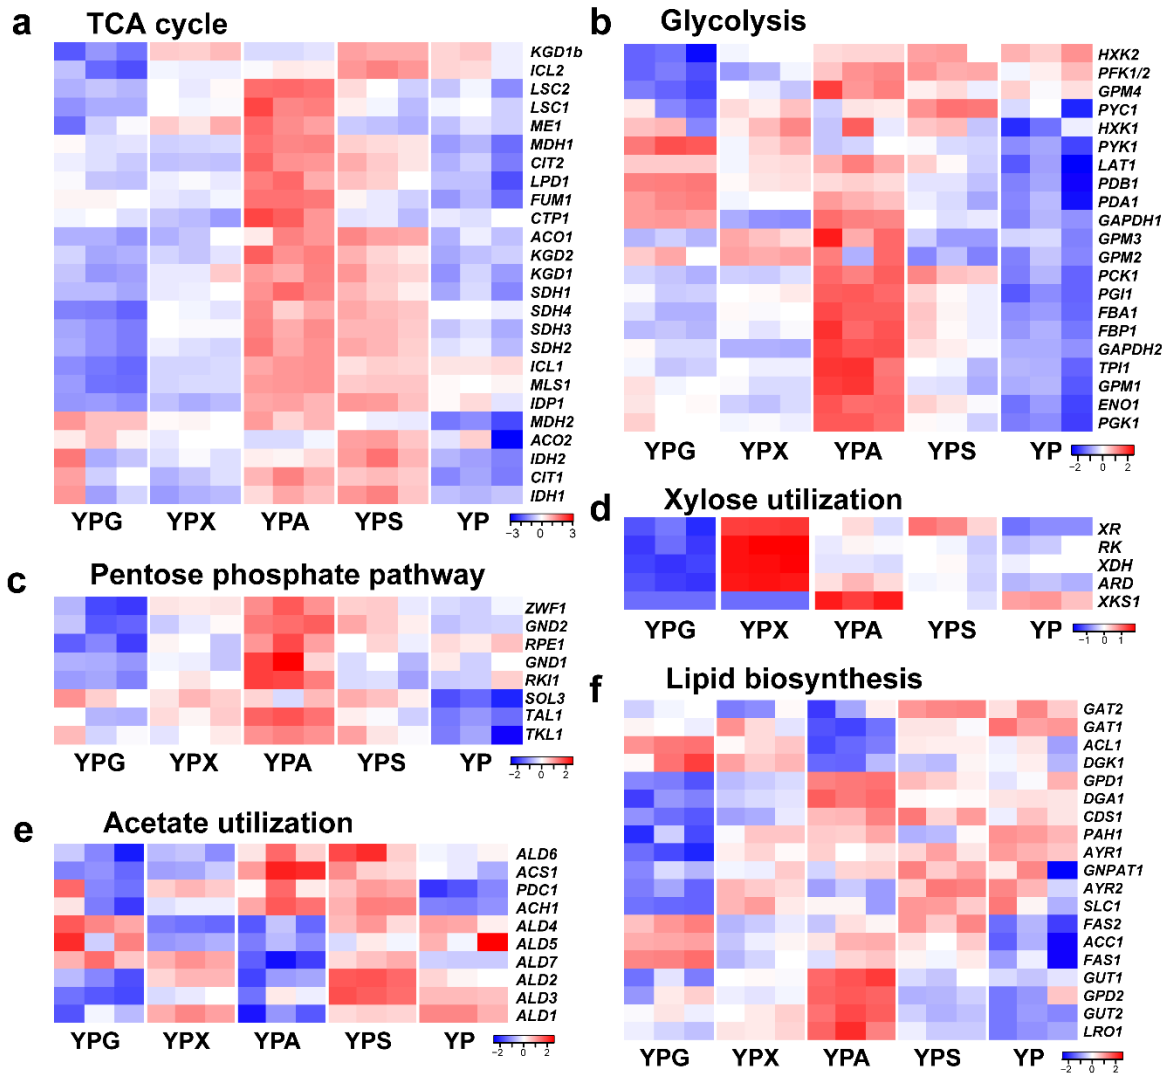 a TCA cycle
KGD1b
ICL2
LSC2
LSC1
ME1
MDH1
CIT2
LPD1
FUM1
CTP1
ACO1
KGD2
KGD1
SDH1
SDH4
SDH3
SDH2
ICL1
MLS1
IDP1
MDH2
ACO2
IDH2
CIT1
IDH1
YPG YPX YPA YPS YP
−3 0 3
b Glycolysis
HXK2
PFK1/2
GPM4
PYC1
HXK1
PYK1
LAT1
PDB1
PDA1
GAPDH1
GPM3
GPM2
PCK1
PGI1
FBA1
FBP1
GAPDH2
TPI1
GPM1
ENO1
PGK1
YPG YPX YPA YPS YP
−2 0 2
c Pentose phosphate pathway
ZWF1
GND2
RPE1
GND1
RKI1
SOL3
TAL1
TKL1
YPG YPX YPA YPS YP
−2 0 2
d Xylose utilization
XR
RK
XDH
ARD
XKS1
YPG YPX YPA YPS YP
−1 0 1
e Acetate utilization
ALD6
ACS1
PDC1
ACH1
ALD4
ALD5
ALD7
ALD2
ALD3
ALD1
YPG YPX YPA YPS YP
−2 0 2
f Lipid biosynthesis
GAT2
GAT1
ACL1
DGK1
GPD1
DGA1
CDS1
PAH1
AYR1
GNPAT1
AYR2
SLC1
FAS2
ACC1
FAS1
GUT1
GPD2
GUT2
LRO1
YPG YPX YPA YPS YP
−2 0 2